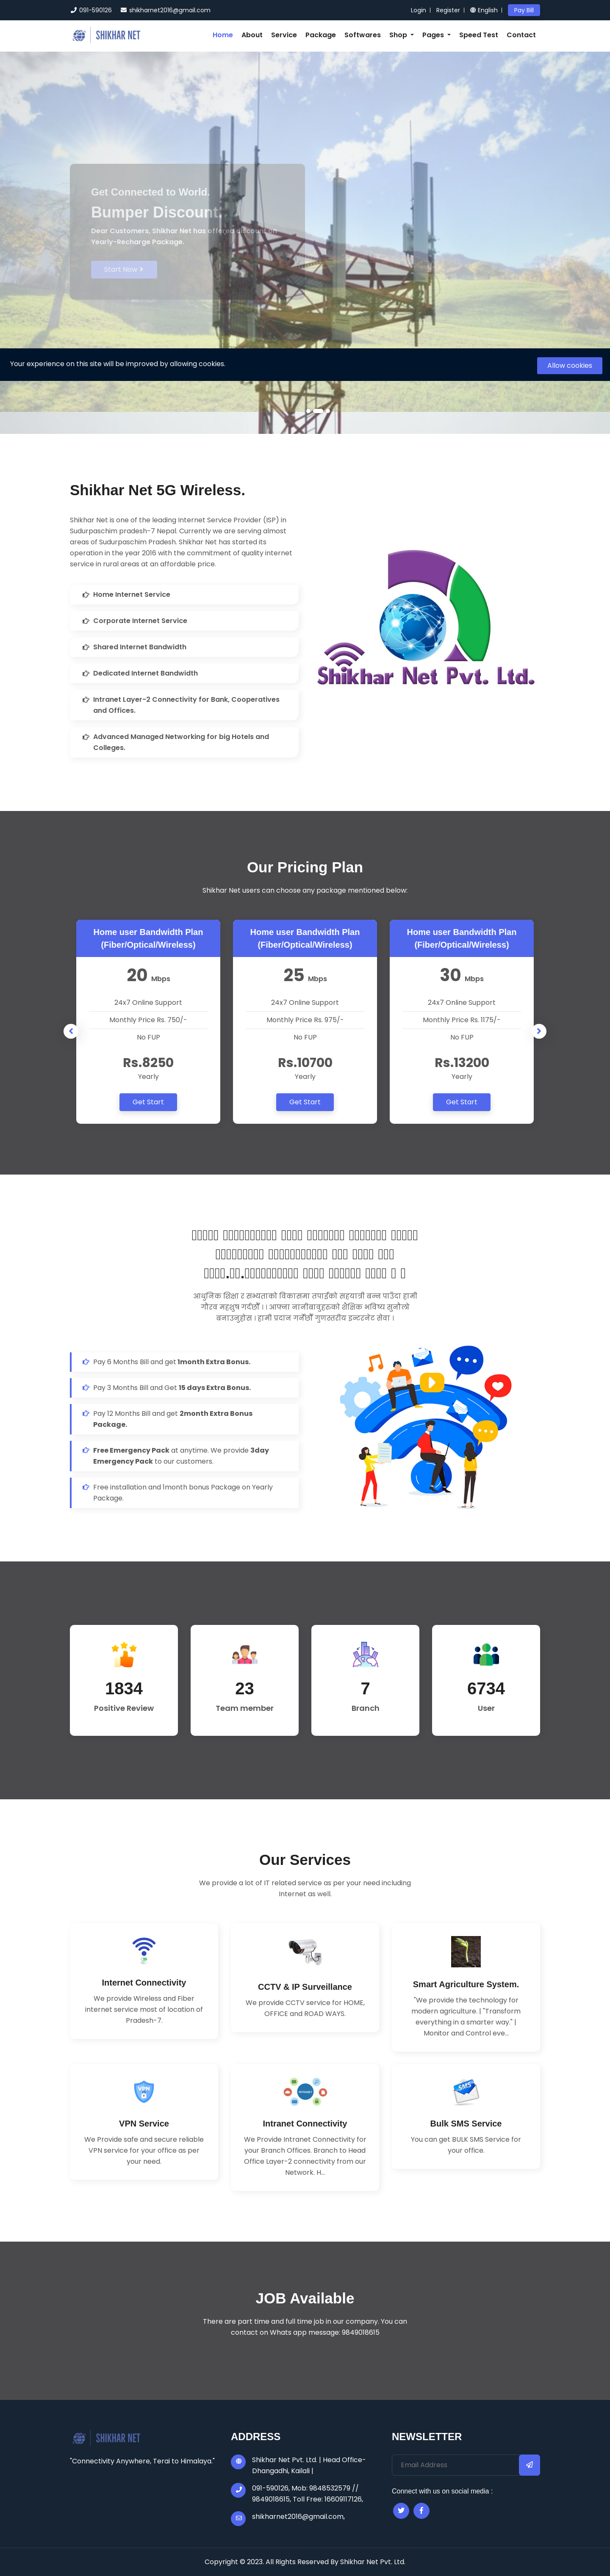 091-590126 shikharnet2016@gmail.com Login | Register | English | Pay Bill
SHIKHAR NET Home About Service Package Softwares Shop Pages Speed Test Contact
Get Connected to World.
Bumper Discount.
Dear Customers, Shikhar Net has offered discount on
Yearly-Recharge Package.
Start Now
Your experience on this site will be improved by allowing cookies.
Allow cookies
Shikhar Net 5G Wireless.
Shikhar Net is one of the leading Internet Service Provider (ISP) in
Sudurpaschim pradesh-7 Nepal. Currently we are serving almost
areas of Sudurpaschim Pradesh. Shikhar Net has started its
operation in the year 2016 with the commitment of quality internet
service in rural areas at an affordable price.
Home Internet Service
Corporate Internet Service
Shared Internet Bandwidth
Dedicated Internet Bandwidth
Intranet Layer-2 Connectivity for Bank, Cooperatives
and Offices.
Advanced Managed Networking for big Hotels and
Colleges.
Shikhar Net Pvt. Ltd.
Our Pricing Plan
Shikhar Net users can choose any package mentioned below:
Home user Bandwidth Plan
(Fiber/Optical/Wireless)
20 Mbps
24x7 Online Support
Monthly Price Rs. 750/-
No FUP
Rs.8250
Yearly
Get Start
Home user Bandwidth Plan
(Fiber/Optical/Wireless)
25 Mbps
24x7 Online Support
Monthly Price Rs. 975/-
No FUP
Rs.10700
Yearly
Get Start
Home user Bandwidth Plan
(Fiber/Optical/Wireless)
30 Mbps
24x7 Online Support
Monthly Price Rs. 1175/-
No FUP
Rs.13200
Yearly
Get Start
आधुनिक शिक्षा र सभ्यताको विकासमा तपाईंको सहयात्री बन्न पाउँदा हामी
गौरव महशुष गर्दछौँ । । आफ्ना नानीबाबुहरुको शैक्षिक भविष्य सुनौलो
बनाउनुहोस । हामी प्रदान गर्नेछौँ गुणस्तरीय इन्टरनेट सेवा ।
Pay 6 Months Bill and get 1month Extra Bonus.
Pay 3 Months Bill and Get 15 days Extra Bonus.
Pay 12 Months Bill and get 2month Extra Bonus
Package.
Free Emergency Pack at anytime. We provide 3day
Emergency Pack to our customers.
Free installation and 1month bonus Package on Yearly
Package.
1834
Positive Review
23
Team member
7
Branch
6734
User
Our Services
We provide a lot of IT related service as per your need including
Internet as well.
Internet Connectivity
We provide Wireless and Fiber
internet service most of location of
Pradesh-7.
CCTV & IP Surveillance
We povide CCTV service for HOME,
OFFICE and ROAD WAYS.
Smart Agriculture System.
"We provide the technology for
modern agriculture. | "Transform
everything in a smarter way." |
Monitor and Control eve...
VPN
VPN Service
We Provide safe and secure reliable
VPN service for your office as per
your need.
Intranet Connectivity
We Provide Intranet Connectivity for
your Branch Offices. Branch to Head
Office Layer-2 connectivity from our
Network. H...
SMS
Bulk SMS Service
You can get BULK SMS Service for
your office.
JOB Available
There are part time and full time job in our company. You can
contact on Whats app message: 9849018615
SHIKHAR NET
"Connectivity Anywhere, Terai to Himalaya."
ADDRESS
Shikhar Net Pvt. Ltd. | Head Office-
Dhangadhi, Kailali |
091-590126, Mob: 9848532579 //
9849018615, Toll Free: 16609117126,
shikharnet2016@gmail.com,
NEWSLETTER
Email Address
Connect with us on social media :
Copyright © 2023. All Rights Reserved By Shikhar Net Pvt. Ltd.